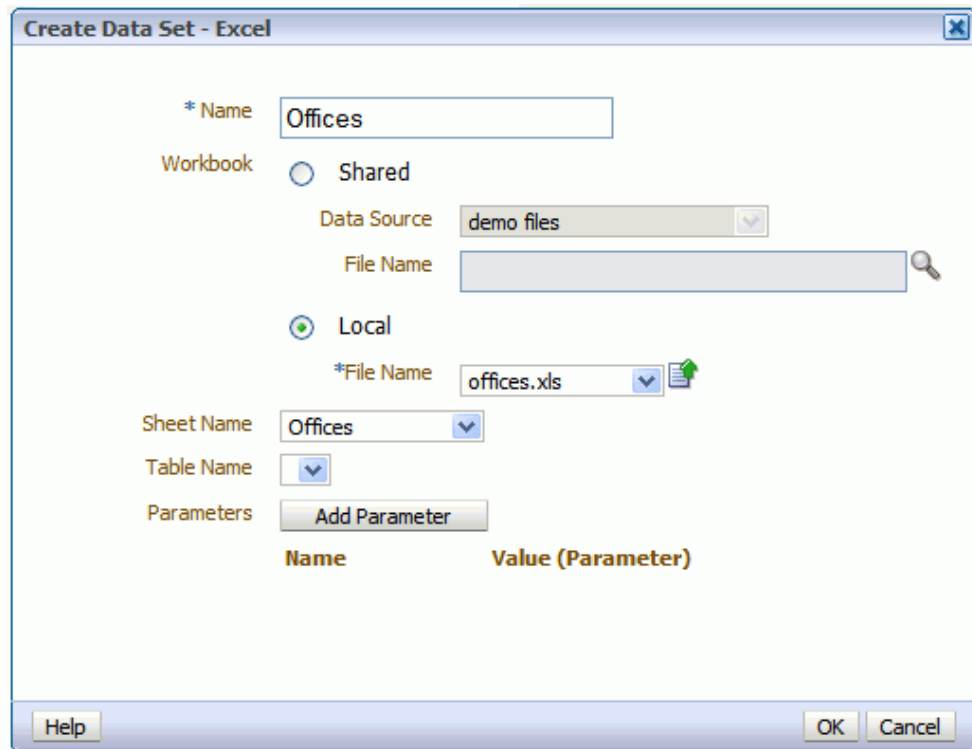 Create Data Set - Excel
* Name Offices
Workbook Shared
Data Source demo files
File Name
Local
*File Name offices.xls
Sheet Name Offices
Table Name
Parameters Add Parameter
Name Value (Parameter)
Help OK Cancel